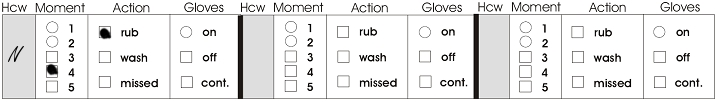 Hcw Moment Action Gloves Hcw Moment Action Gloves Hcw Moment Action Gloves
N 1 rub on 1 rub on 1 rub on
2 2 2
3 wash off 3 wash off 3 wash off
4 4 4
5 missed cont. 5 missed cont. 5 missed cont.